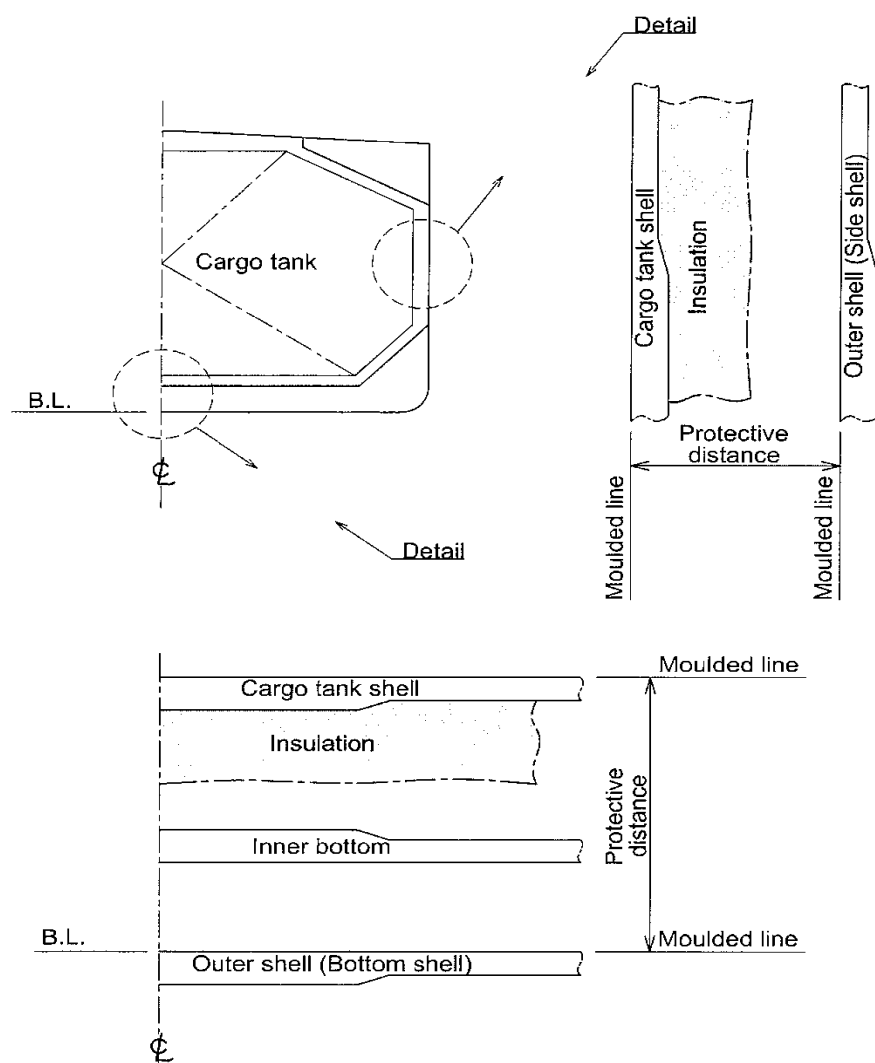 Detail
Cargo tank
B.L.
℄
Detail
Cargo tank shell
Insulation
Outer shell (Side shell)
Protective
distance
Moulded line
Moulded line
Moulded line
Cargo tank shell
Insulation
Inner bottom
Protective
distance
B.L.
Moulded line
Outer shell (Bottom shell)
℄